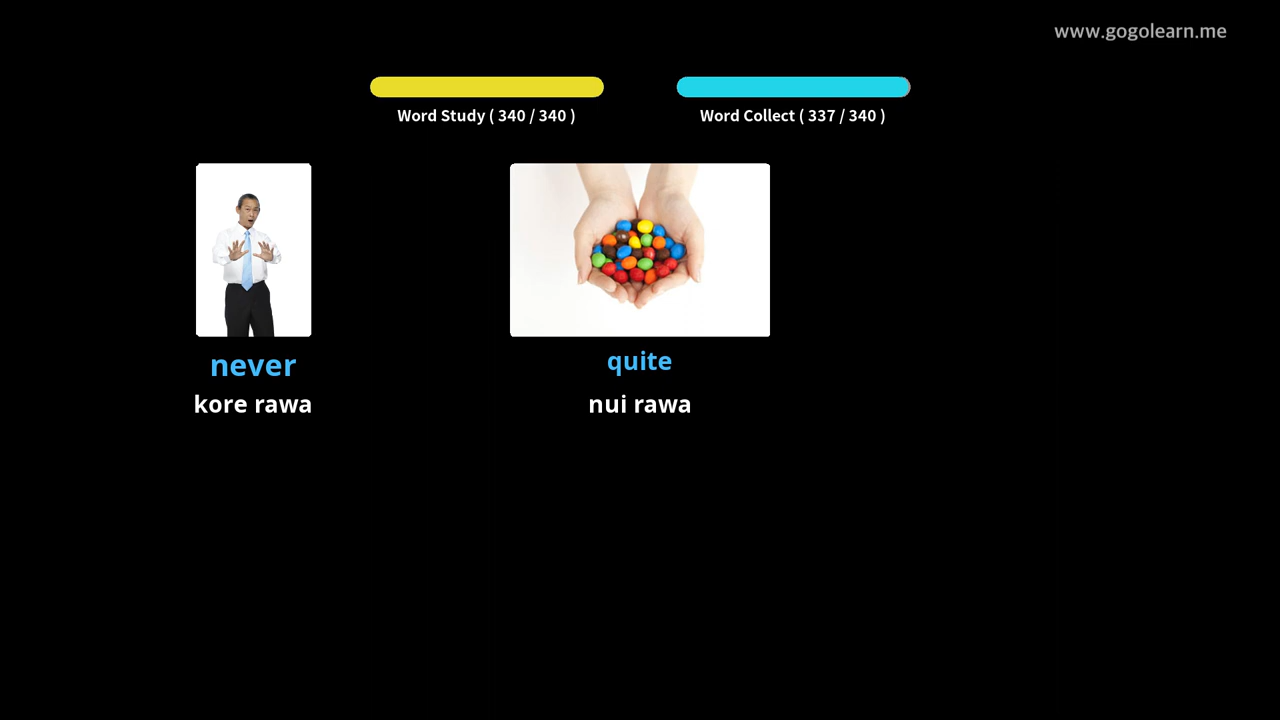 www.gogolearn.me
Word Study ( 340 / 340 )
Word Collect ( 337 / 340 )
never
quite
kore rawa
nui rawa